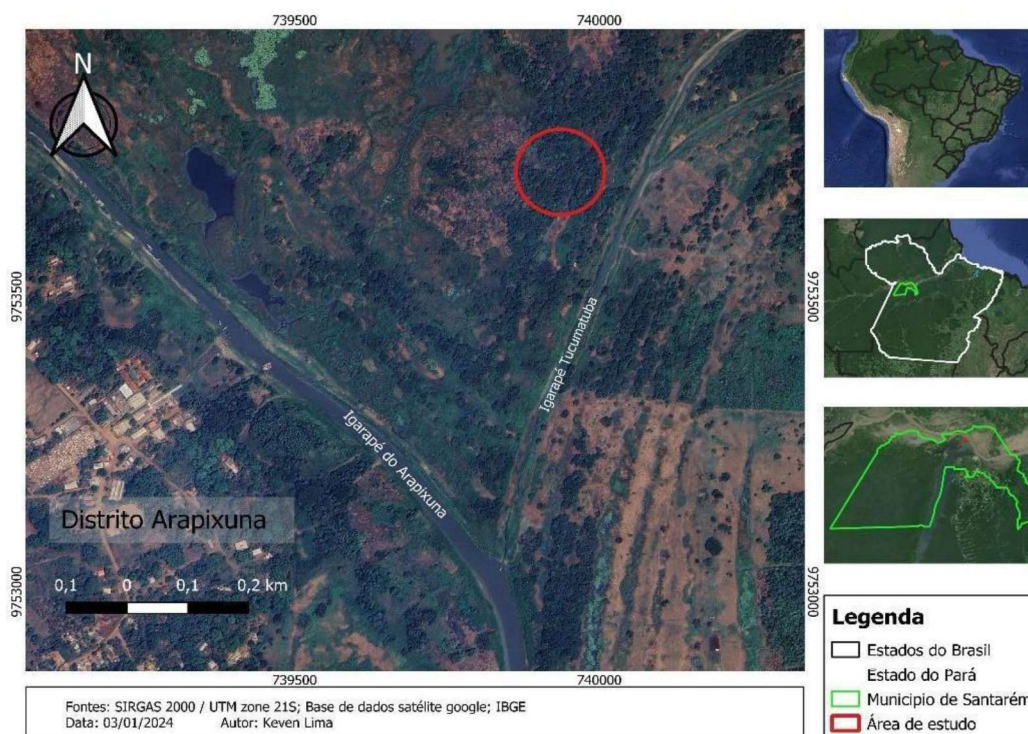 739500 740000
N
9753500 9753500
Igarapé Tucumatuba
Igarapé do Arapixuna
Distrito Arapixuna
0,1 0 0,1 0,2 km
9753000 9753000
739500 740000
Fontes: SIRGAS 2000 / UTM zone 21S; Base de dados satélite google; IBGE
Data: 03/01/2024 Autor: Keven Lima
Legenda
Estados do Brasil
Estado do Pará
Municipio de Santarém
Área de estudo